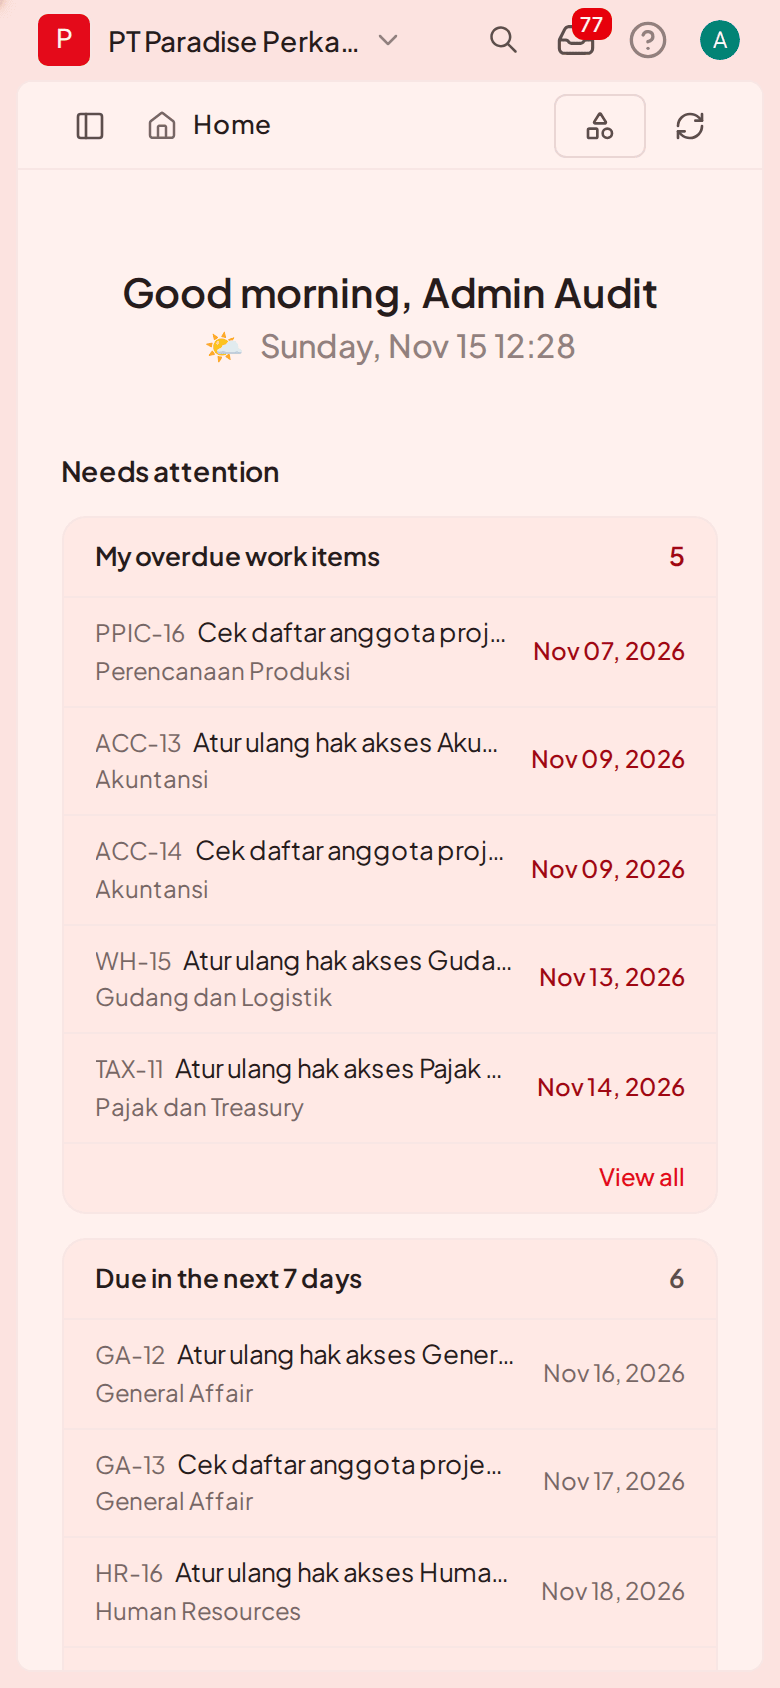 P PT Paradise Perka... 77 A
Home
Good morning, Admin Audit
Sunday, Nov 15 12:28
Needs attention
My overdue work items 5
PPIC-16 Cek daftar anggota proj... Nov 07, 2026
Perencanaan Produksi
ACC-13 Atur ulang hak akses Aku... Nov 09, 2026
Akuntansi
ACC-14 Cek daftar anggota proj... Nov 09, 2026
Akuntansi
WH-15 Atur ulang hak akses Guda... Nov 13, 2026
Gudang dan Logistik
TAX-11 Atur ulang hak akses Pajak ... Nov 14, 2026
Pajak dan Treasury
View all
Due in the next 7 days 6
GA-12 Atur ulang hak akses Gener... Nov 16, 2026
General Affair
GA-13 Cek daftar anggota proje... Nov 17, 2026
General Affair
HR-16 Atur ulang hak akses Huma... Nov 18, 2026
Human Resources